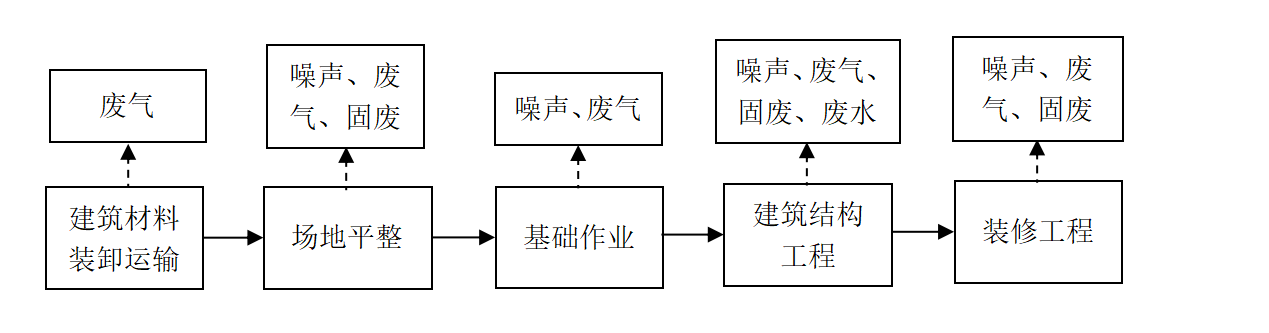 废气
噪声、废
气、固废
噪声、废气
噪声、废气、
固废、废水
噪声、废
气、固废
建筑材料
装卸运输
场地平整
基础作业
建筑结构
工程
装修工程